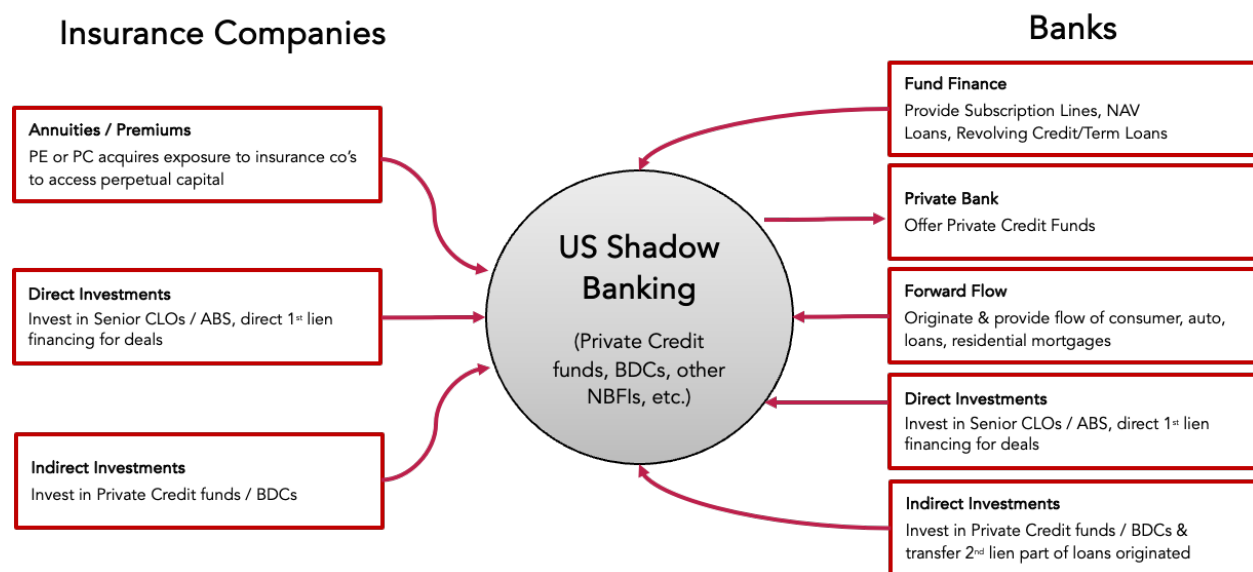 Insurance Companies
Annuities / Premiums
PE or PC acquires exposure to insurance co's
to access perpetual capital
Direct Investments
Invest in Senior CLOs / ABS, direct 1st lien
financing for deals
Indirect Investments
Invest in Private Credit funds / BDCs
US Shadow
Banking
(Private Credit
funds, BDCs, other
NBFIs, etc.)
Banks
Fund Finance
Provide Subscription Lines, NAV
Loans, Revolving Credit/Term Loans
Private Bank
Offer Private Credit Funds
Forward Flow
Originate & provide flow of consumer, auto,
loans, residential mortgages
Direct Investments
Invest in Senior CLOs / ABS, direct 1st lien
financing for deals
Indirect Investments
Invest in Private Credit funds / BDCs &
transfer 2nd lien part of loans originated